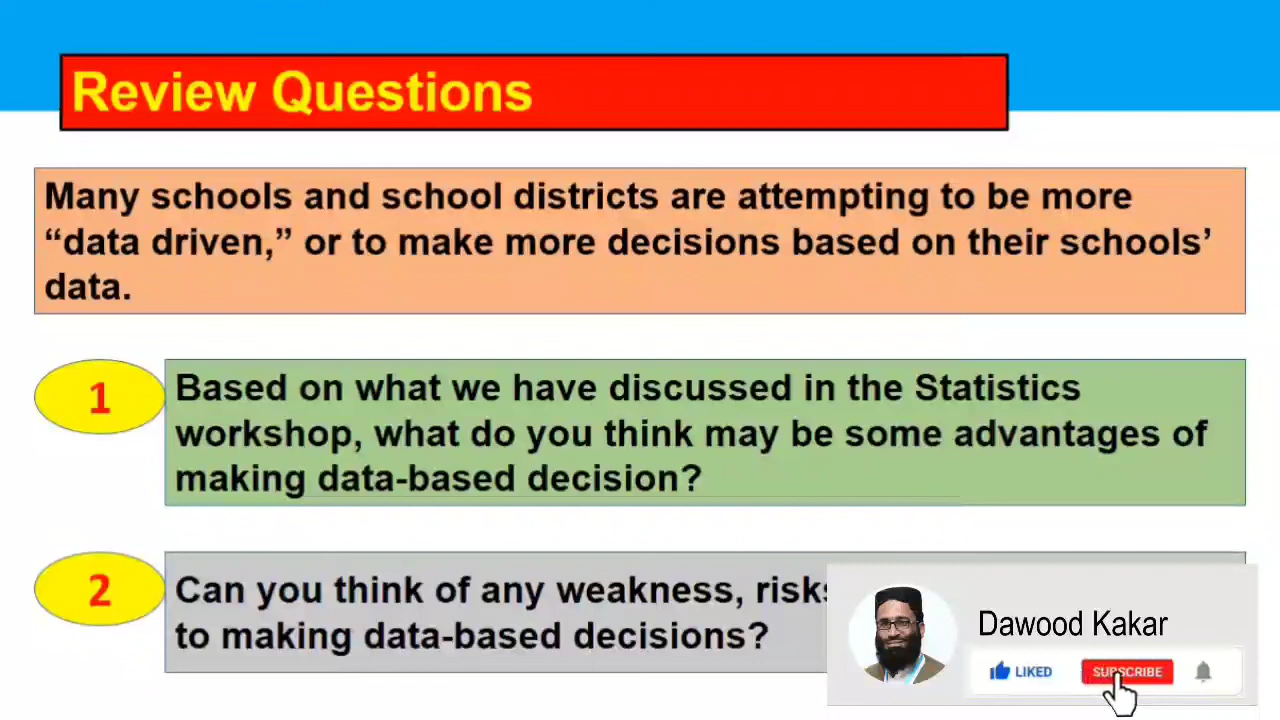 Review Questions
Many schools and school districts are attempting to be more
“data driven,” or to make more decisions based on their schools’
data.
1
Based on what we have discussed in the Statistics
workshop, what do you think may be some advantages of
making data-based decision?
2
Can you think of any weakness, risks
to making data-based decisions?
Dawood Kakar
LIKED
SUBSCRIBE